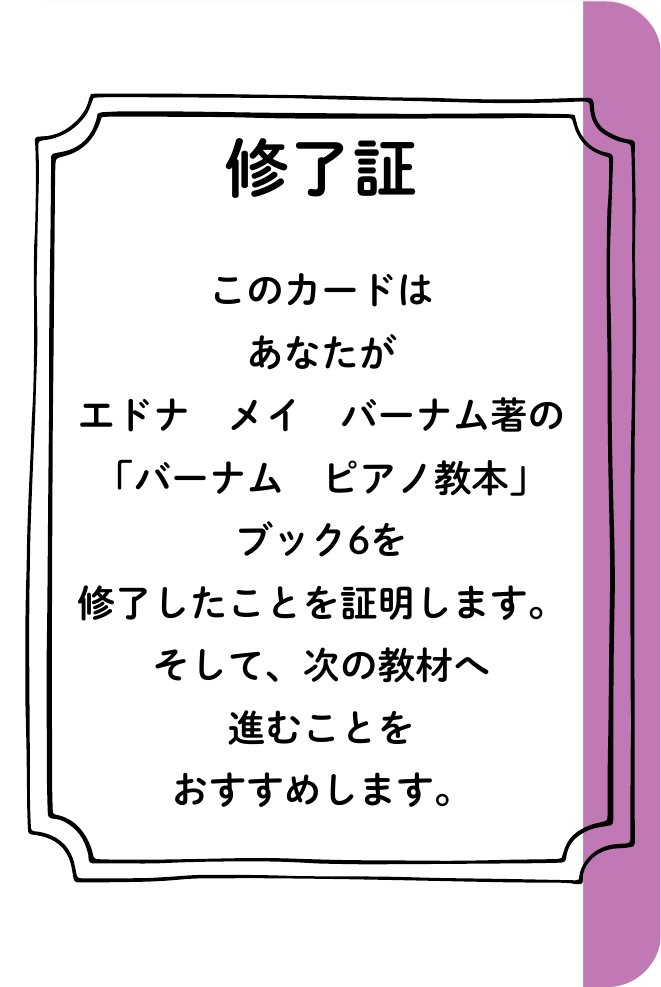 修了証
このカードは
あなたが
エドナ　メイ　バーナム著の
「バーナム　ピアノ教本」
ブック6を
修了したことを証明します。
そして、次の教材へ
進むことを
おすすめします。